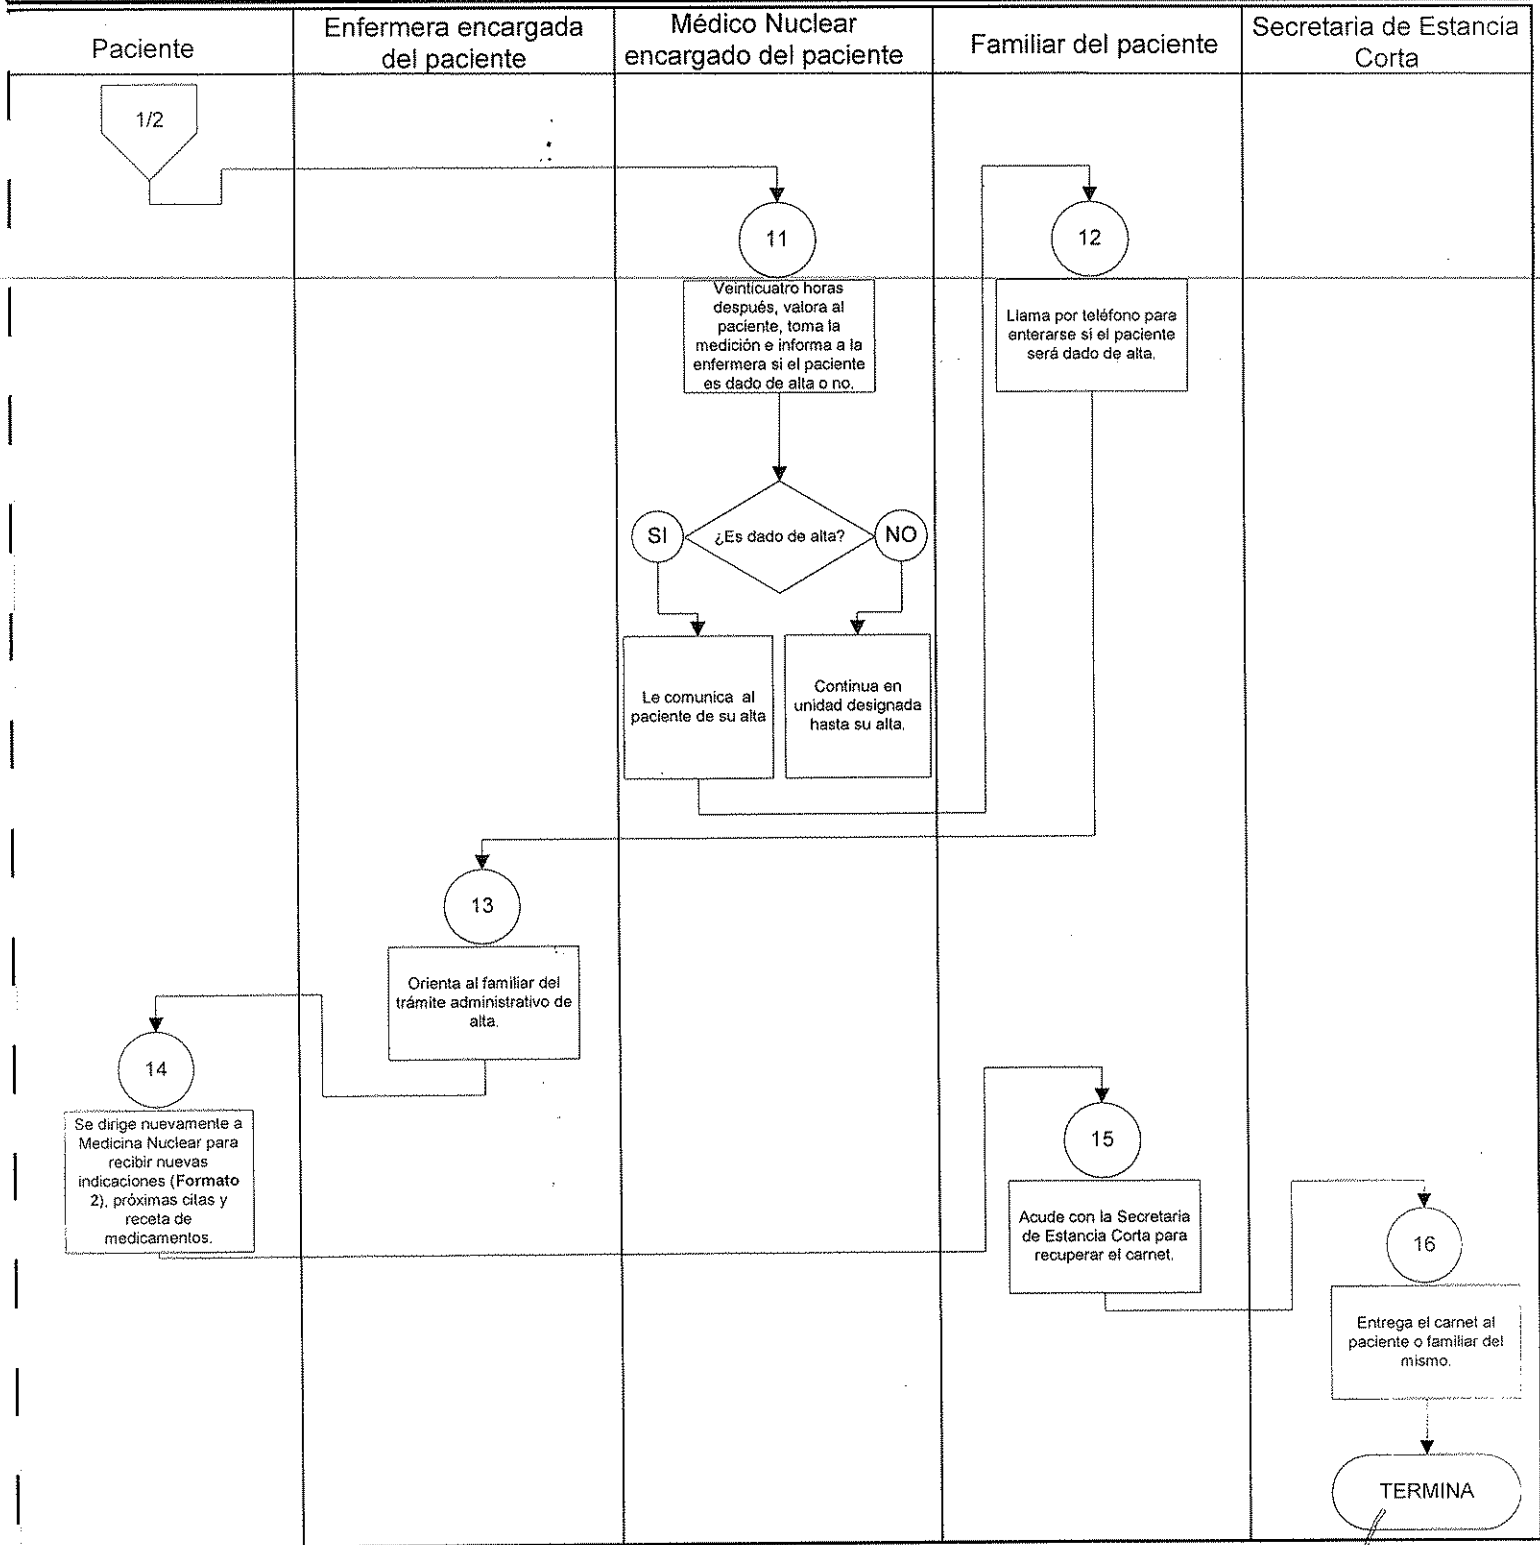 Paciente
Enfermera encargada
del paciente
Médico Nuclear
encargado del paciente
Familiar del paciente
Secretaria de Estancia
Corta
1/2
11
Veinticuatro horas
después, valora al
paciente, toma la
medición e informa a la
enfermera si el paciente
es dado de alta o no.
12
Llama por teléfono para
enterarse si el paciente
será dado de alta.
SI
¿Es dado de alta?
NO
Le comunica al
paciente de su alta
Continua en
unidad designada
hasta su alta.
13
Orienta al familiar del
trámite administrativo de
alta.
14
Se dirige nuevamente a
Medicina Nuclear para
recibir nuevas
indicaciones (Formato
2), próximas citas y
receta de
medicamentos.
15
Acude con la Secretaria
de Estancia Corta para
recuperar el carnet.
16
Entrega el carnet al
paciente o familiar del
mismo.
TERMINA